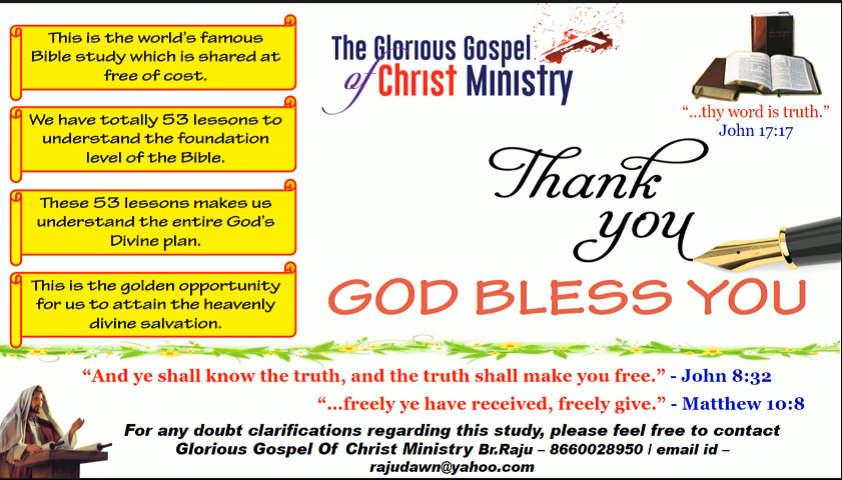 This is the world's famous
Bible study which is shared at
free of cost.
We have totally 53 lessons to
understand the foundation
level of the Bible.
These 53 lessons makes us
understand the entire God's
Divine plan.
This is the golden opportunity
for us to attain the heavenly
divine salvation.
The Glorious Gospel
of Christ Ministry
"...thy word is truth."
John 17:17
Thank
you
GOD BLESS YOU
"And ye shall know the truth, and the truth shall make you free." - John 8:32
"...freely ye have received, freely give." - Matthew 10:8
For any doubt clarifications regarding this study, please feel free to contact
Glorious Gospel Of Christ Ministry Br.Raju – 8660028950 / email id –
rajudawn@yahoo.com